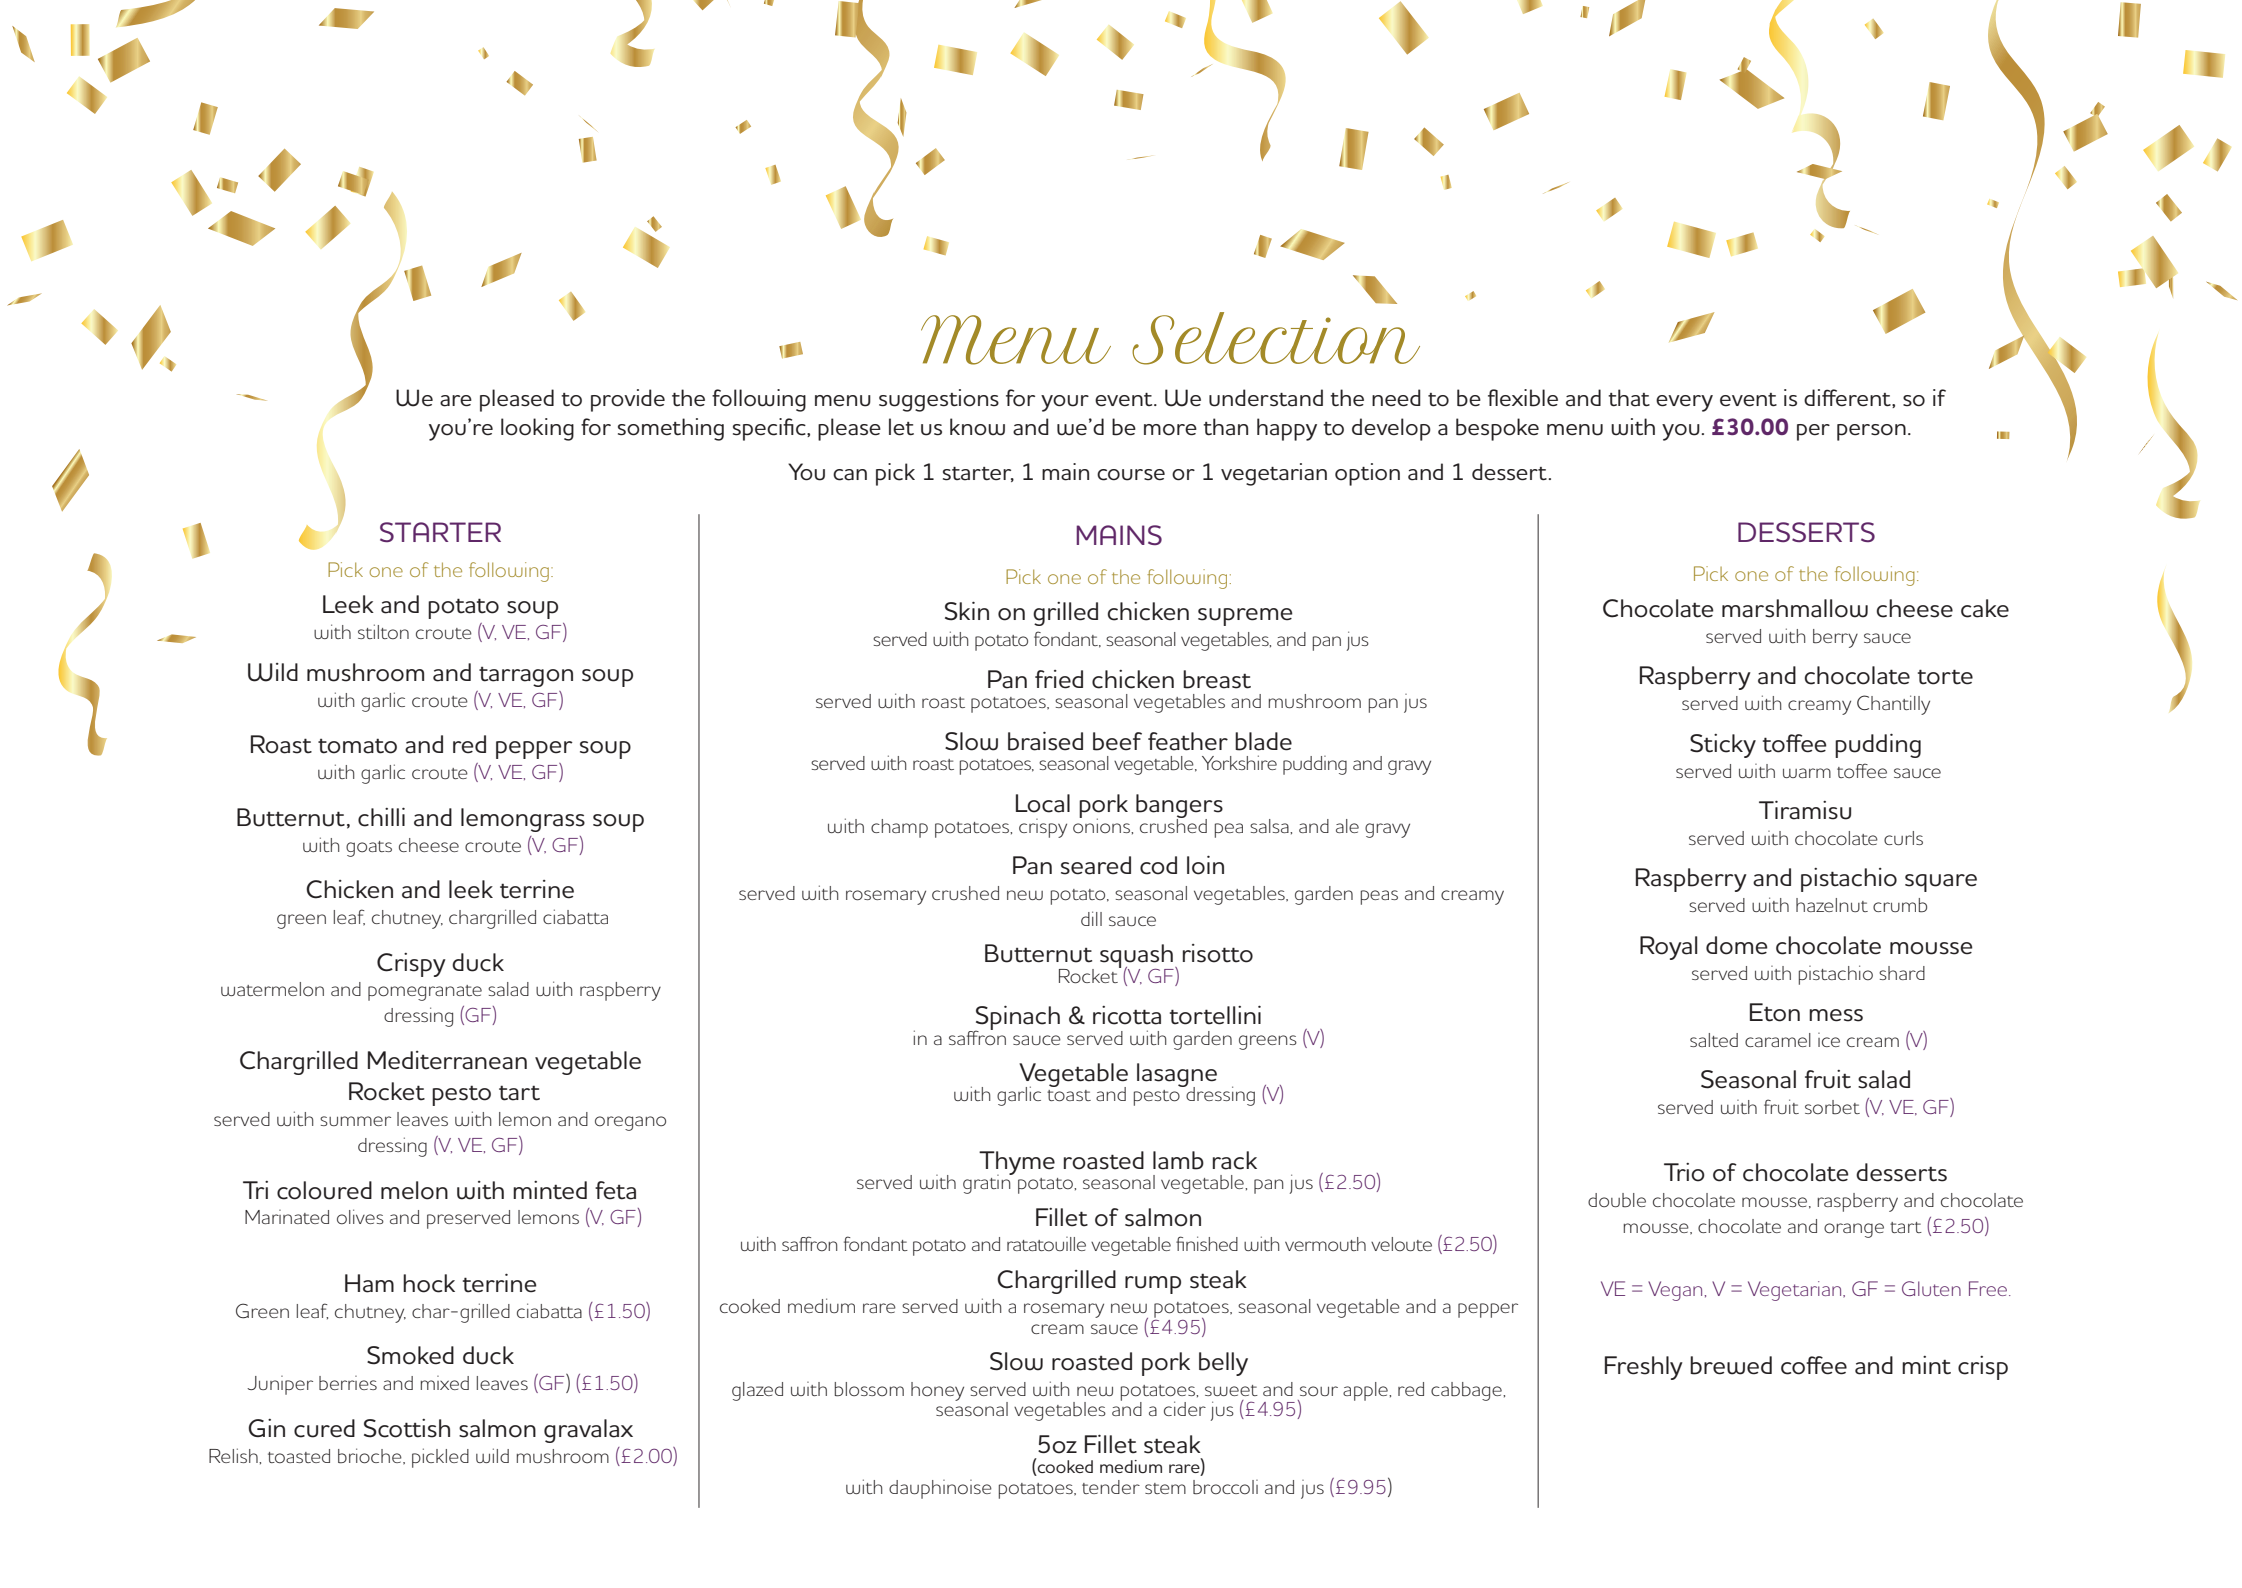 Menu Selection
We are pleased to provide the following menu suggestions for your event. We understand the need to be flexible and that every event is different, so if
you’re looking for something specific, please let us know and we’d be more than happy to develop a bespoke menu with you. £30.00 per person.
You can pick 1 starter, 1 main course or 1 vegetarian option and 1 dessert.
STARTER
Pick one of the following:
Leek and potato soup
with stilton croute (V, VE, GF)
Wild mushroom and tarragon soup
with garlic croute (V, VE, GF)
Roast tomato and red pepper soup
with garlic croute (V, VE, GF)
Butternut, chilli and lemongrass soup
with goats cheese croute (V, GF)
Chicken and leek terrine
green leaf, chutney, chargrilled ciabatta
Crispy duck
watermelon and pomegranate salad with raspberry
dressing (GF)
Chargrilled Mediterranean vegetable
Rocket pesto tart
served with summer leaves with lemon and oregano
dressing (V, VE, GF)
Tri coloured melon with minted feta
Marinated olives and preserved lemons (V, GF)
Ham hock terrine
Green leaf, chutney, char-grilled ciabatta (£1.50)
Smoked duck
Juniper berries and mixed leaves (GF) (£1.50)
Gin cured Scottish salmon gravalax
Relish, toasted brioche, pickled wild mushroom (£2.00)
MAINS
Pick one of the following:
Skin on grilled chicken supreme
served with potato fondant, seasonal vegetables, and pan jus
Pan fried chicken breast
served with roast potatoes, seasonal vegetables and mushroom pan jus
Slow braised beef feather blade
served with roast potatoes, seasonal vegetable, Yorkshire pudding and gravy
Local pork bangers
with champ potatoes, crispy onions, crushed pea salsa, and ale gravy
Pan seared cod loin
served with rosemary crushed new potato, seasonal vegetables, garden peas and creamy
dill sauce
Butternut squash risotto
Rocket (V, GF)
Spinach & ricotta tortellini
in a saffron sauce served with garden greens (V)
Vegetable lasagne
with garlic toast and pesto dressing (V)
Thyme roasted lamb rack
served with gratin potato, seasonal vegetable, pan jus (£2.50)
Fillet of salmon
with saffron fondant potato and ratatouille vegetable finished with vermouth veloute (£2.50)
Chargrilled rump steak
cooked medium rare served with a rosemary new potatoes, seasonal vegetable and a pepper
cream sauce (£4.95)
Slow roasted pork belly
glazed with blossom honey served with new potatoes, sweet and sour apple, red cabbage,
seasonal vegetables and a cider jus (£4.95)
5oz Fillet steak
(cooked medium rare)
with dauphinoise potatoes, tender stem broccoli and jus (£9.95)
DESSERTS
Pick one of the following:
Chocolate marshmallow cheese cake
served with berry sauce
Raspberry and chocolate torte
served with creamy Chantilly
Sticky toffee pudding
served with warm toffee sauce
Tiramisu
served with chocolate curls
Raspberry and pistachio square
served with hazelnut crumb
Royal dome chocolate mousse
served with pistachio shard
Eton mess
salted caramel ice cream (V)
Seasonal fruit salad
served with fruit sorbet (V, VE, GF)
Trio of chocolate desserts
double chocolate mousse, raspberry and chocolate
mousse, chocolate and orange tart (£2.50)
VE = Vegan, V = Vegetarian, GF = Gluten Free.
Freshly brewed coffee and mint crisp